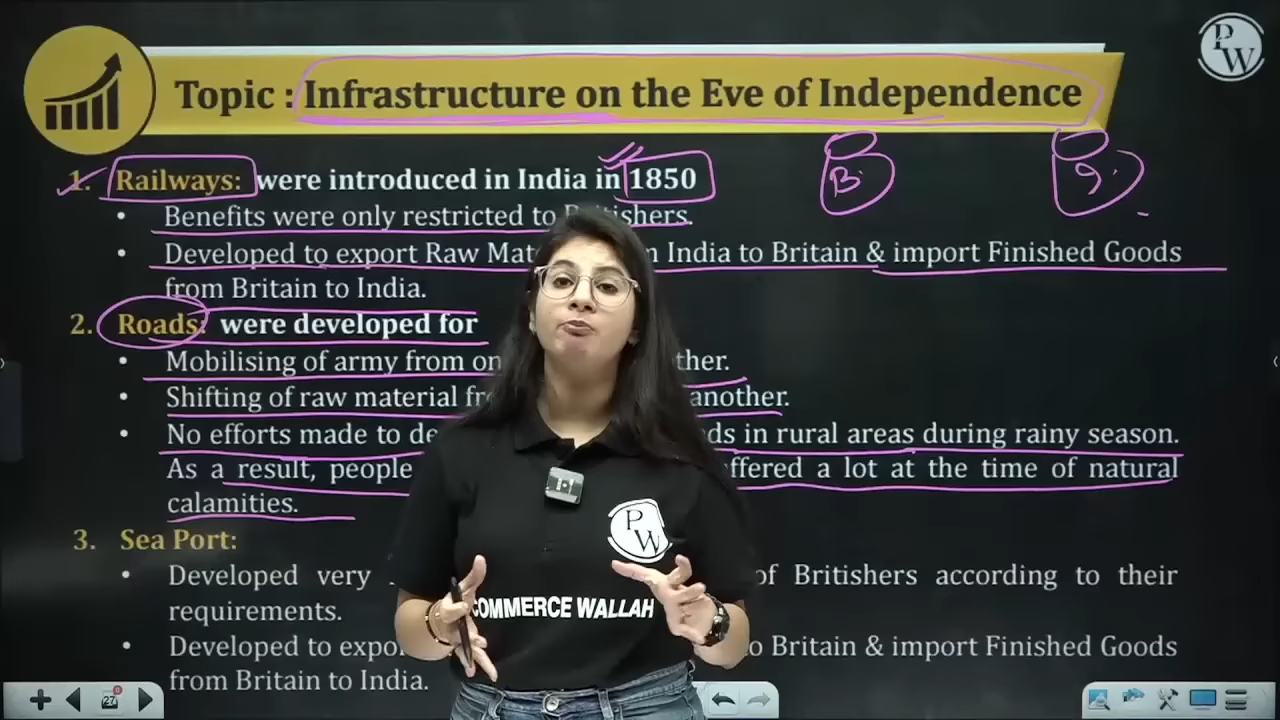 Topic : Infrastructure on the Eve of Independence
PW
1. Railways: were introduced in India in 1850
B.
• Benefits were only restricted to Britishers.
• Developed to export Raw Mat India to Britain & import Finished Goods
from Britain to India.
2. Roads: were developed for
• Mobilising of army from on ther.
• Shifting of raw material another.
• No efforts made to de ds in rural areas during rainy season.
As a result, people ffered a lot at the time of natural
calamities.
PW
3. Sea Port:
• Developed very of Britishers according to their
requirements.
COMMERCE WALLAH
• Developed to expo to Britain & import Finished Goods
from Britain to India.
27